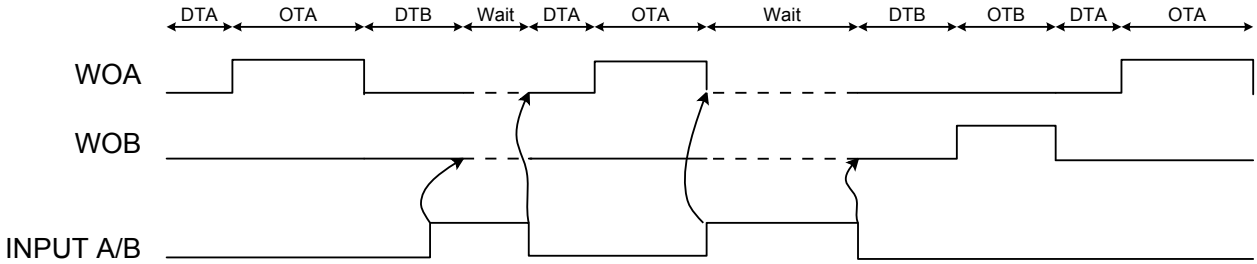 DTA OTA DTB Wait DTA OTA Wait DTB OTB DTA OTA
WOA
WOB
INPUT A/B